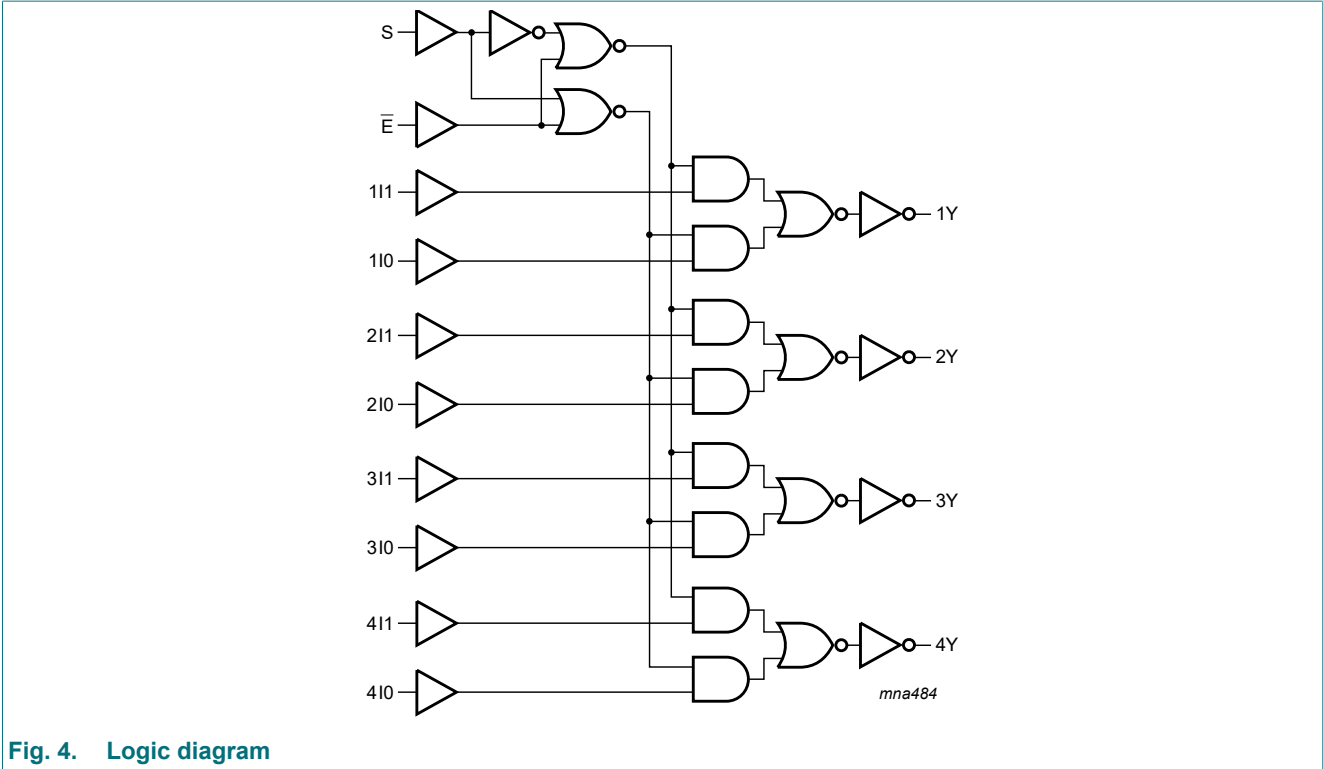 S
E̅
1I1
1Y
1I0
2I1
2Y
2I0
3I1
3Y
3I0
4I1
4Y
4I0
mna484
Fig. 4. Logic diagram